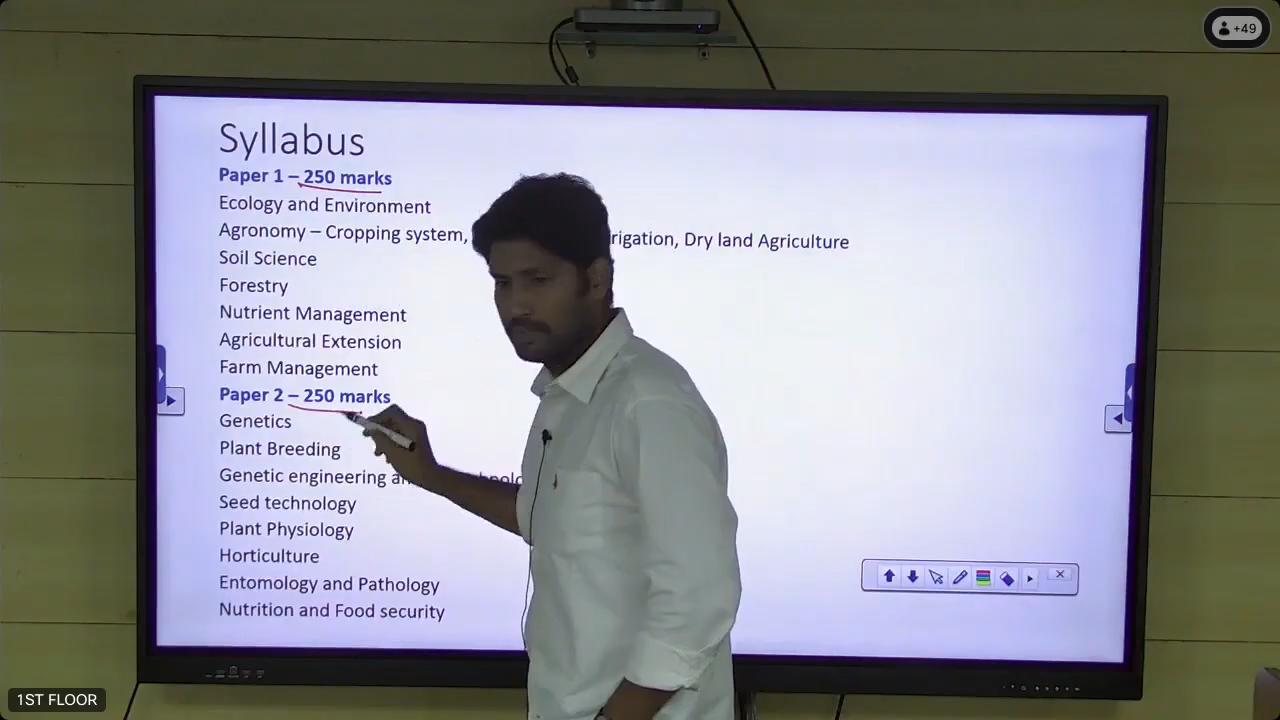 +49
Syllabus
Paper 1 – 250 marks
Ecology and Environment
Agronomy – Cropping system, rigation, Dry land Agriculture
Soil Science
Forestry
Nutrient Management
Agricultural Extension
Farm Management
Paper 2 – 250 marks
Genetics
Plant Breeding
Genetic engineering
Seed technology
Plant Physiology
Horticulture
Entomology and Pathology
Nutrition and Food security
1ST FLOOR